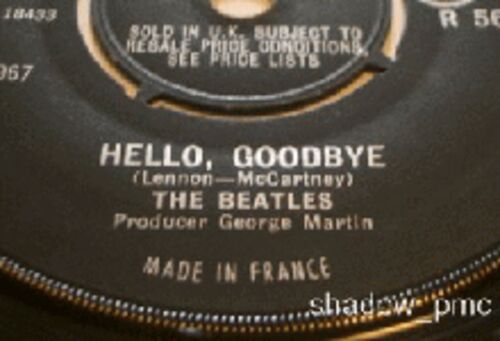 18433
SOLD IN U.K. SUBJECT TO
RESALE PRICE CONDITIONS,
SEE PRICE LISTS
R 56
967
HELLO, GOODBYE
(Lennon—McCartney)
THE BEATLES
Producer George Martin
MADE IN FRANCE
shadow_pmc